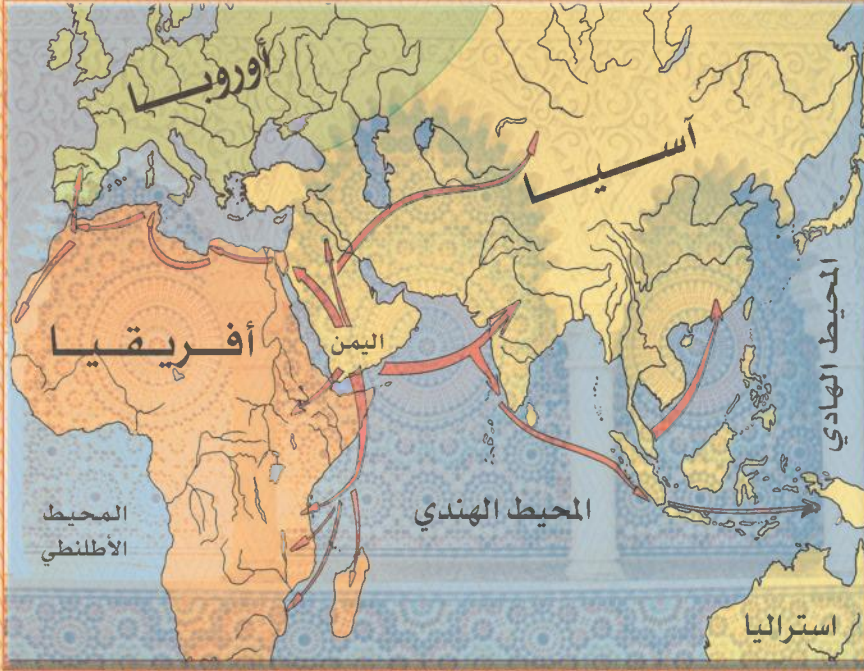 أوروبا
آسيا
المحيط الهادي
أفريقيا
اليمن
المحيط
الأطلنطي
المحيط الهندي
استراليا